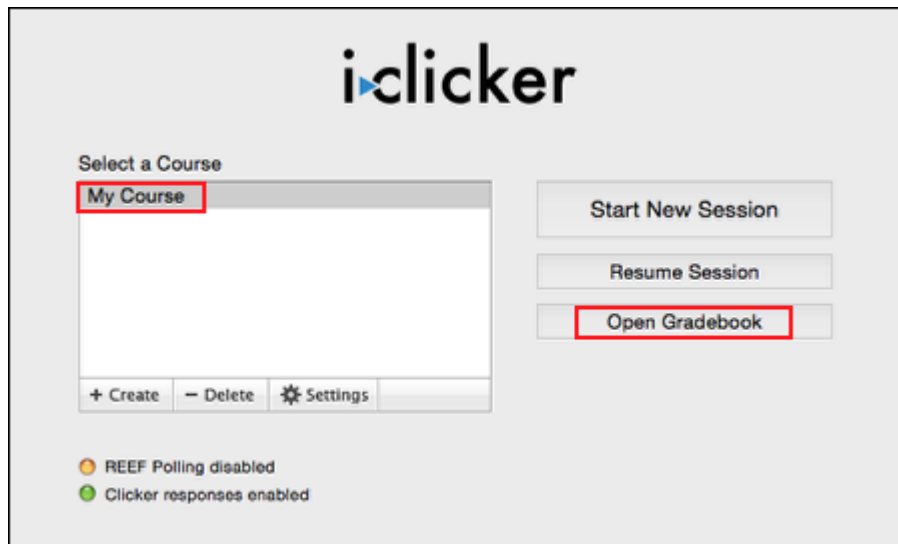 i>clicker
Select a Course
My Course
Start New Session
Resume Session
Open Gradebook
+ Create
− Delete
Settings
REEF Polling disabled
Clicker responses enabled